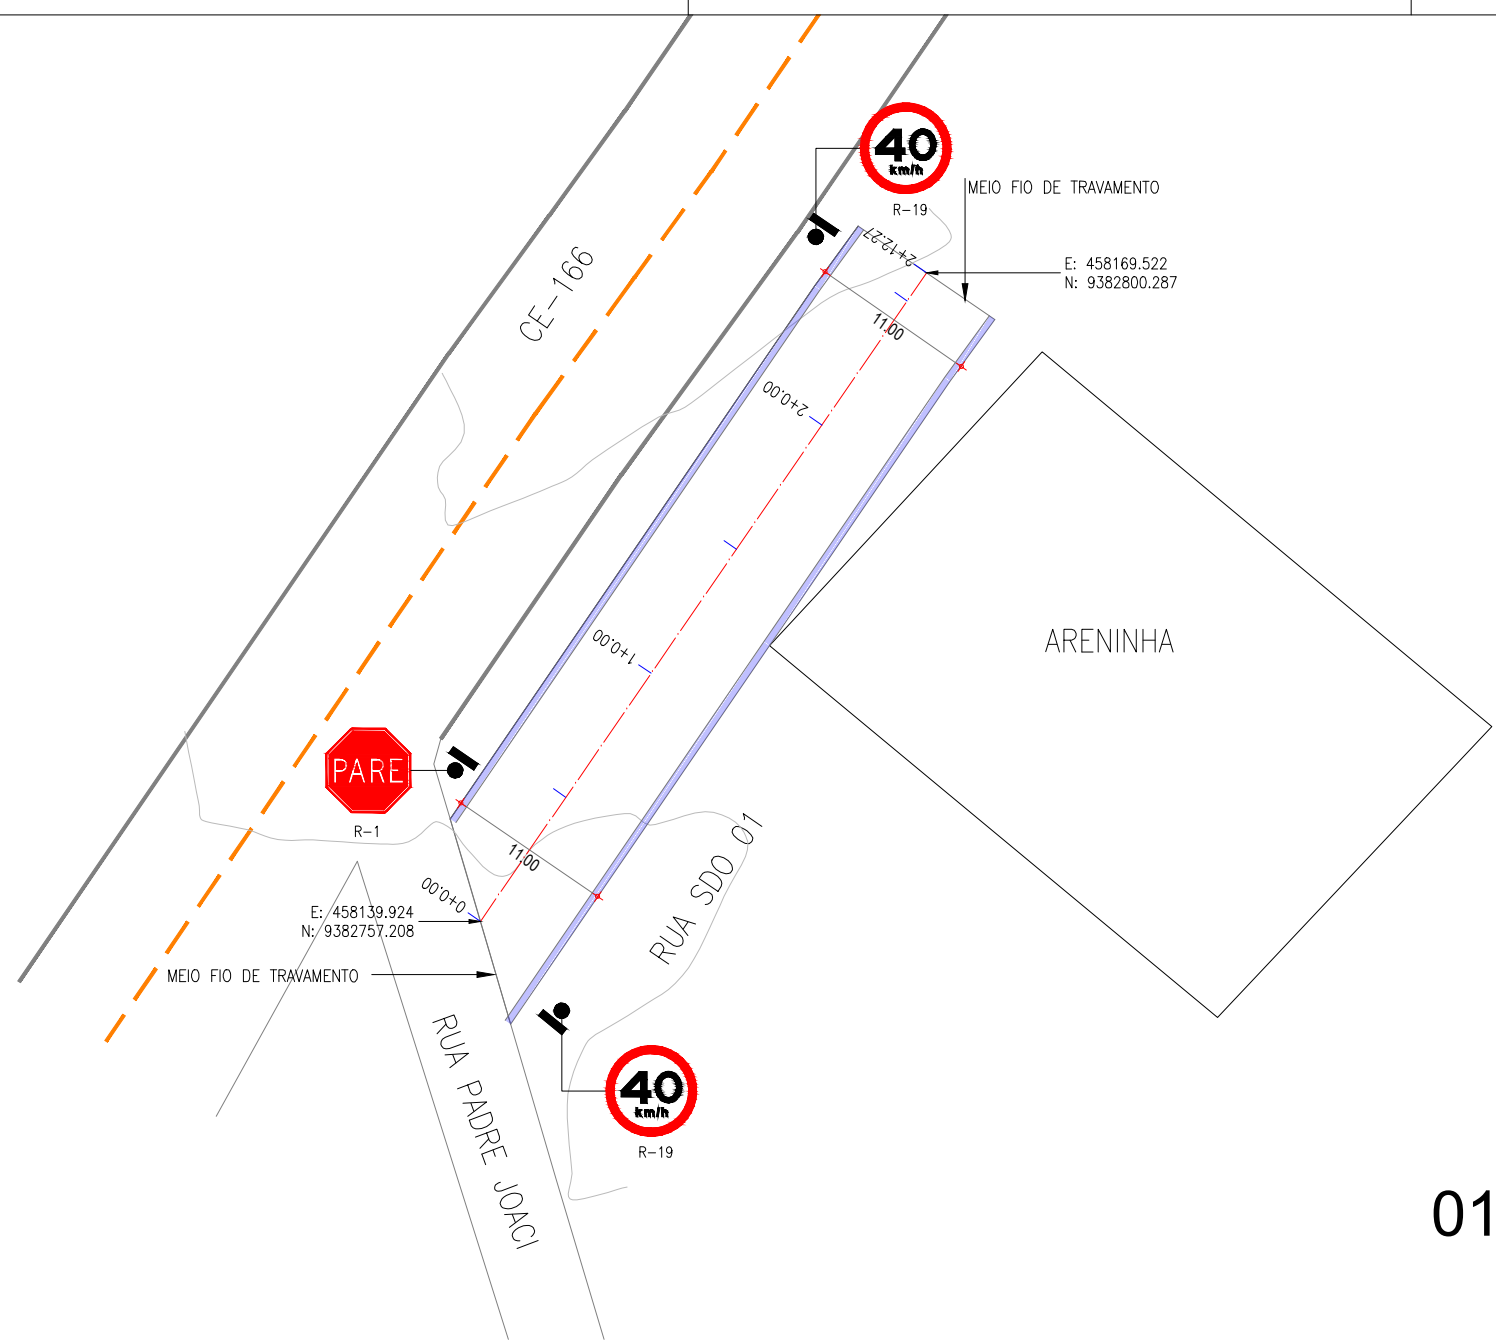 40
km/h
R-19
MEIO FIO DE TRAVAMENTO
2+12.27
E: 458169.522
N: 9382800.287
CE-166
11.00
2+0.00
1+0.00
ARENINHA
PARE
R-1
11.00
RUA SDO 01
0+0.00
E: 458139.924
N: 9382757.208
MEIO FIO DE TRAVAMENTO
RUA PADRE JOACI
40
km/h
R-19
01